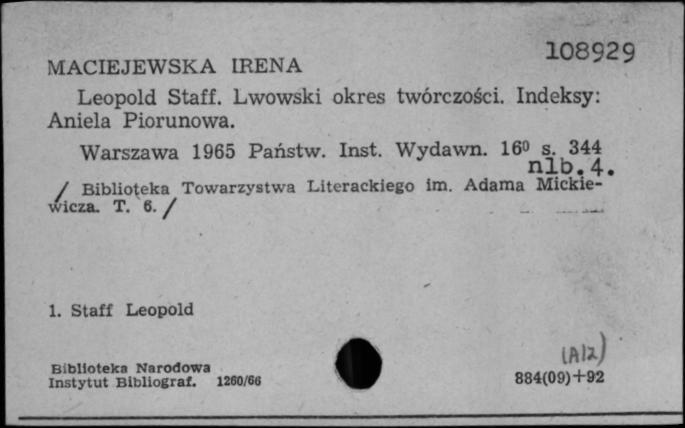 108929
MACIEJEWSKA IRENA
Leopold Staff. Lwowski okres twórczości. Indeksy:
Aniela Piorunowa.
Warszawa 1965 Państw. Inst. Wydawn. 16⁰ s. 344
nlb. 4.
/ Biblioteka Towarzystwa Literackiego im. Adama Mickie-
wicza. T. 6. /
1. Staff Leopold
(A12)
Biblioteka Narodowa
Instytut Bibliograf. 1260/66
884(09)+92